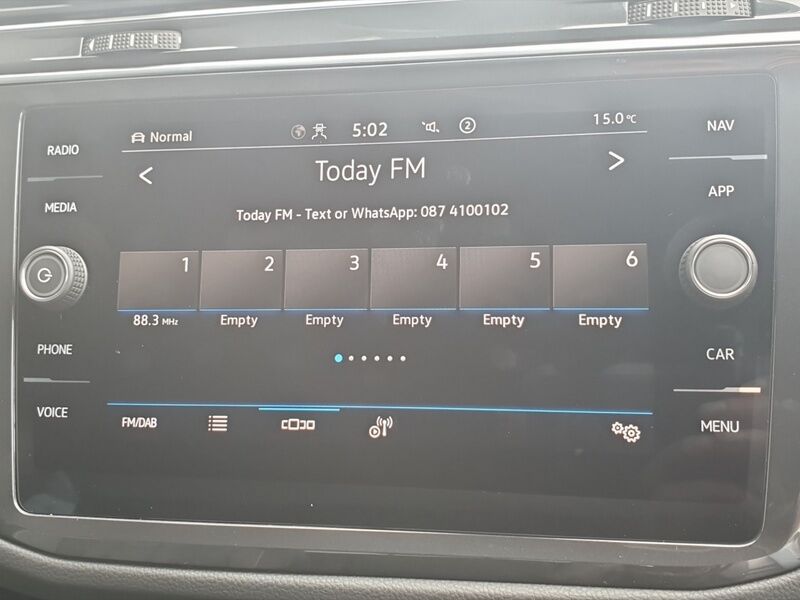 Normal 5:02 2 15.0°C
RADIO
NAV
< Today FM >
MEDIA
APP
Today FM - Text or WhatsApp: 087 4100102
1 2 3 4 5 6
88.3 MHz Empty Empty Empty Empty Empty
PHONE
CAR
VOICE
FM/DAB
MENU